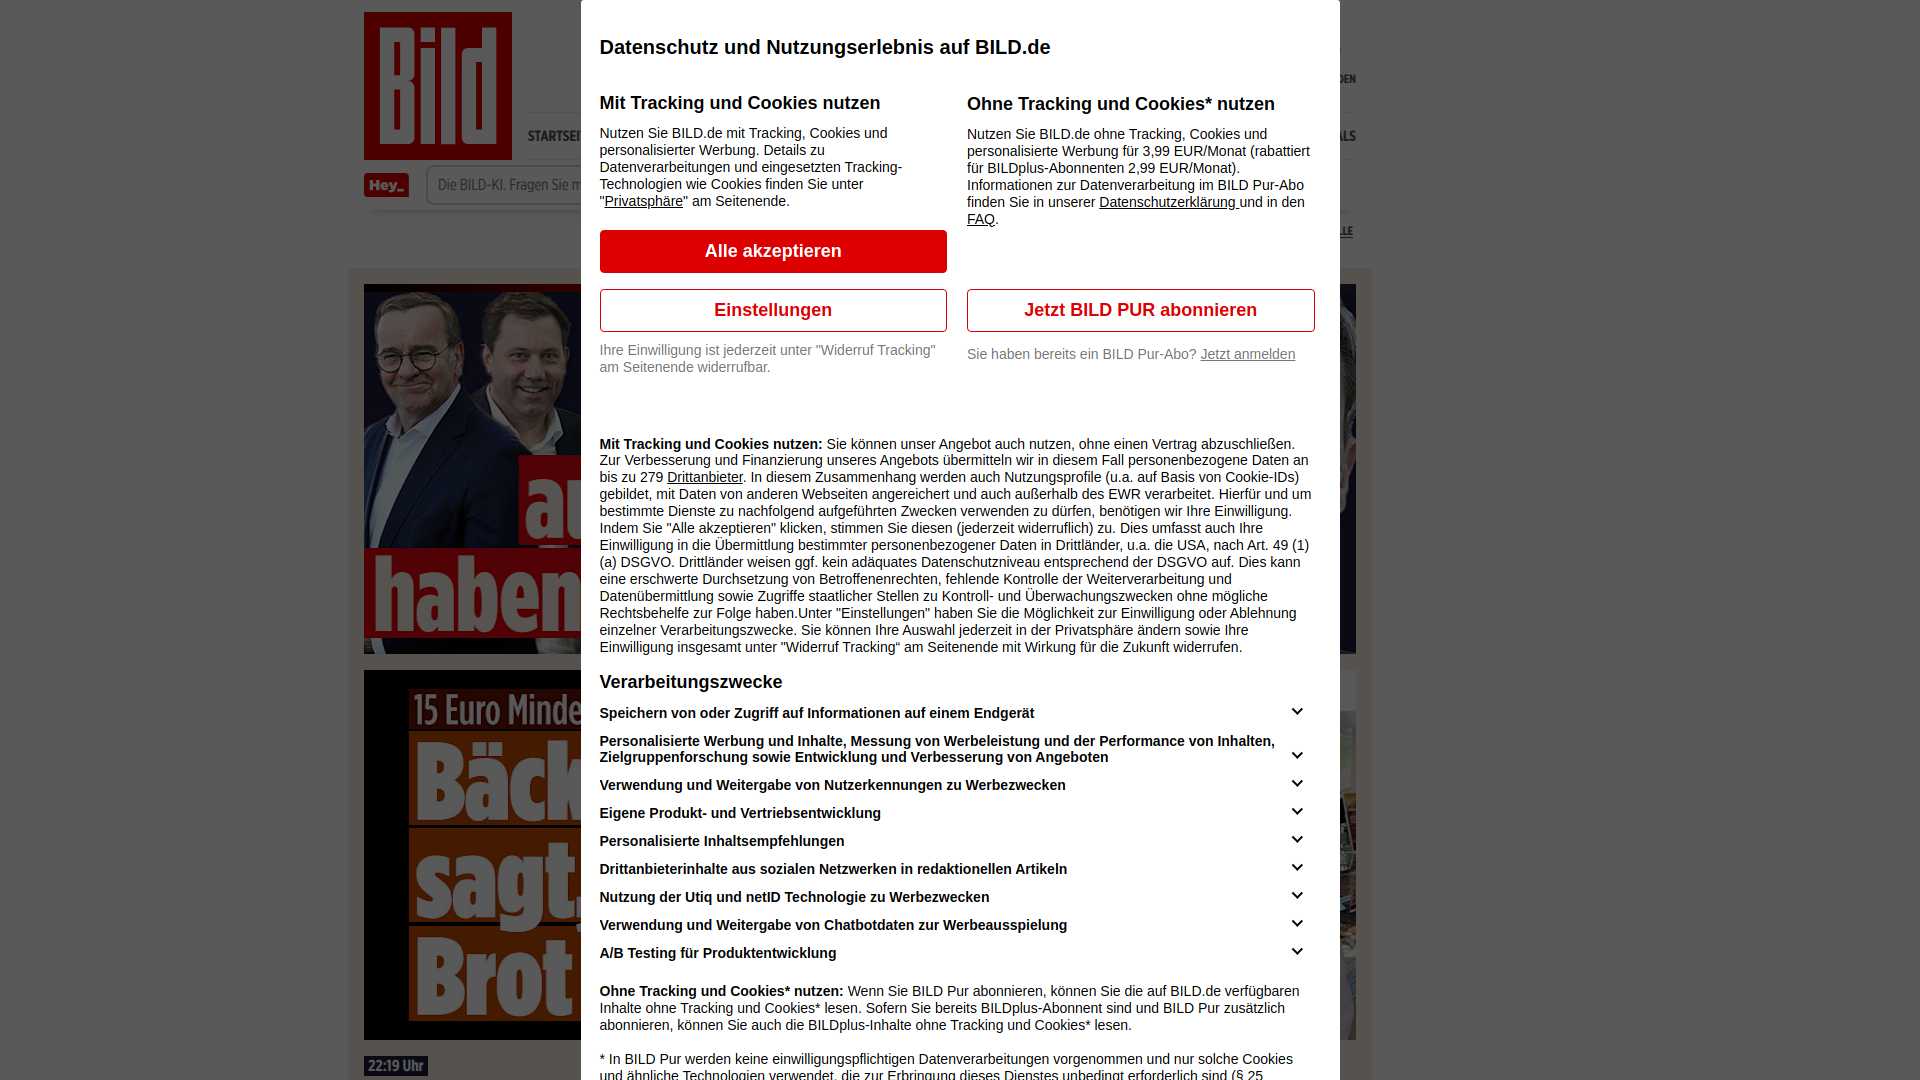 Bild
DEN
STARTSEI
ALS
Hey_
Die BILD-KI. Fragen Sie m
LLE
au
haben
15 Euro Minde
Bäck
sagt,
Brot
22:19 Uhr
Datenschutz und Nutzungserlebnis auf BILD.de
Mit Tracking und Cookies nutzen
Nutzen Sie BILD.de mit Tracking, Cookies und
personalisierter Werbung. Details zu
Datenverarbeitungen und eingesetzten Tracking-
Technologien wie Cookies finden Sie unter
"Privatsphäre" am Seitenende.
Alle akzeptieren
Einstellungen
Ihre Einwilligung ist jederzeit unter "Widerruf Tracking"
am Seitenende widerrufbar.
Ohne Tracking und Cookies* nutzen
Nutzen Sie BILD.de ohne Tracking, Cookies und
personalisierte Werbung für 3,99 EUR/Monat (rabattiert
für BILDplus-Abonnenten 2,99 EUR/Monat).
Informationen zur Datenverarbeitung im BILD Pur-Abo
finden Sie in unserer Datenschutzerklärung und in den
FAQ.
Jetzt BILD PUR abonnieren
Sie haben bereits ein BILD Pur-Abo? Jetzt anmelden
Mit Tracking und Cookies nutzen: Sie können unser Angebot auch nutzen, ohne einen Vertrag abzuschließen.
Zur Verbesserung und Finanzierung unseres Angebots übermitteln wir in diesem Fall personenbezogene Daten an
bis zu 279 Drittanbieter. In diesem Zusammenhang werden auch Nutzungsprofile (u.a. auf Basis von Cookie-IDs)
gebildet, mit Daten von anderen Webseiten angereichert und auch außerhalb des EWR verarbeitet. Hierfür und um
bestimmte Dienste zu nachfolgend aufgeführten Zwecken verwenden zu dürfen, benötigen wir Ihre Einwilligung.
Indem Sie "Alle akzeptieren" klicken, stimmen Sie diesen (jederzeit widerruflich) zu. Dies umfasst auch Ihre
Einwilligung in die Übermittlung bestimmter personenbezogener Daten in Drittländer, u.a. die USA, nach Art. 49 (1)
(a) DSGVO. Drittländer weisen ggf. kein adäquates Datenschutzniveau entsprechend der DSGVO auf. Dies kann
eine erschwerte Durchsetzung von Betroffenenrechten, fehlende Kontrolle der Weiterverarbeitung und
Datenübermittlung sowie Zugriffe staatlicher Stellen zu Kontroll- und Überwachungszwecken ohne mögliche
Rechtsbehelfe zur Folge haben.Unter "Einstellungen" haben Sie die Möglichkeit zur Einwilligung oder Ablehnung
einzelner Verarbeitungszwecke. Sie können Ihre Auswahl jederzeit in der Privatsphäre ändern sowie Ihre
Einwilligung insgesamt unter "Widerruf Tracking“ am Seitenende mit Wirkung für die Zukunft widerrufen.
Verarbeitungszwecke
Speichern von oder Zugriff auf Informationen auf einem Endgerät
Personalisierte Werbung und Inhalte, Messung von Werbeleistung und der Performance von Inhalten,
Zielgruppenforschung sowie Entwicklung und Verbesserung von Angeboten
Verwendung und Weitergabe von Nutzerkennungen zu Werbezwecken
Eigene Produkt- und Vertriebsentwicklung
Personalisierte Inhaltsempfehlungen
Drittanbieterinhalte aus sozialen Netzwerken in redaktionellen Artikeln
Nutzung der Utiq und netID Technologie zu Werbezwecken
Verwendung und Weitergabe von Chatbotdaten zur Werbeausspielung
A/B Testing für Produktentwicklung
Ohne Tracking und Cookies* nutzen: Wenn Sie BILD Pur abonnieren, können Sie die auf BILD.de verfügbaren
Inhalte ohne Tracking und Cookies* lesen. Sofern Sie bereits BILDplus-Abonnent sind und BILD Pur zusätzlich
abonnieren, können Sie auch die BILDplus-Inhalte ohne Tracking und Cookies* lesen.
* In BILD Pur werden keine einwilligungspflichtigen Datenverarbeitungen vorgenommen und nur solche Cookies
und ähnliche Technologien verwendet, die zur Erbringung dieses Dienstes unbedingt erforderlich sind (§ 25